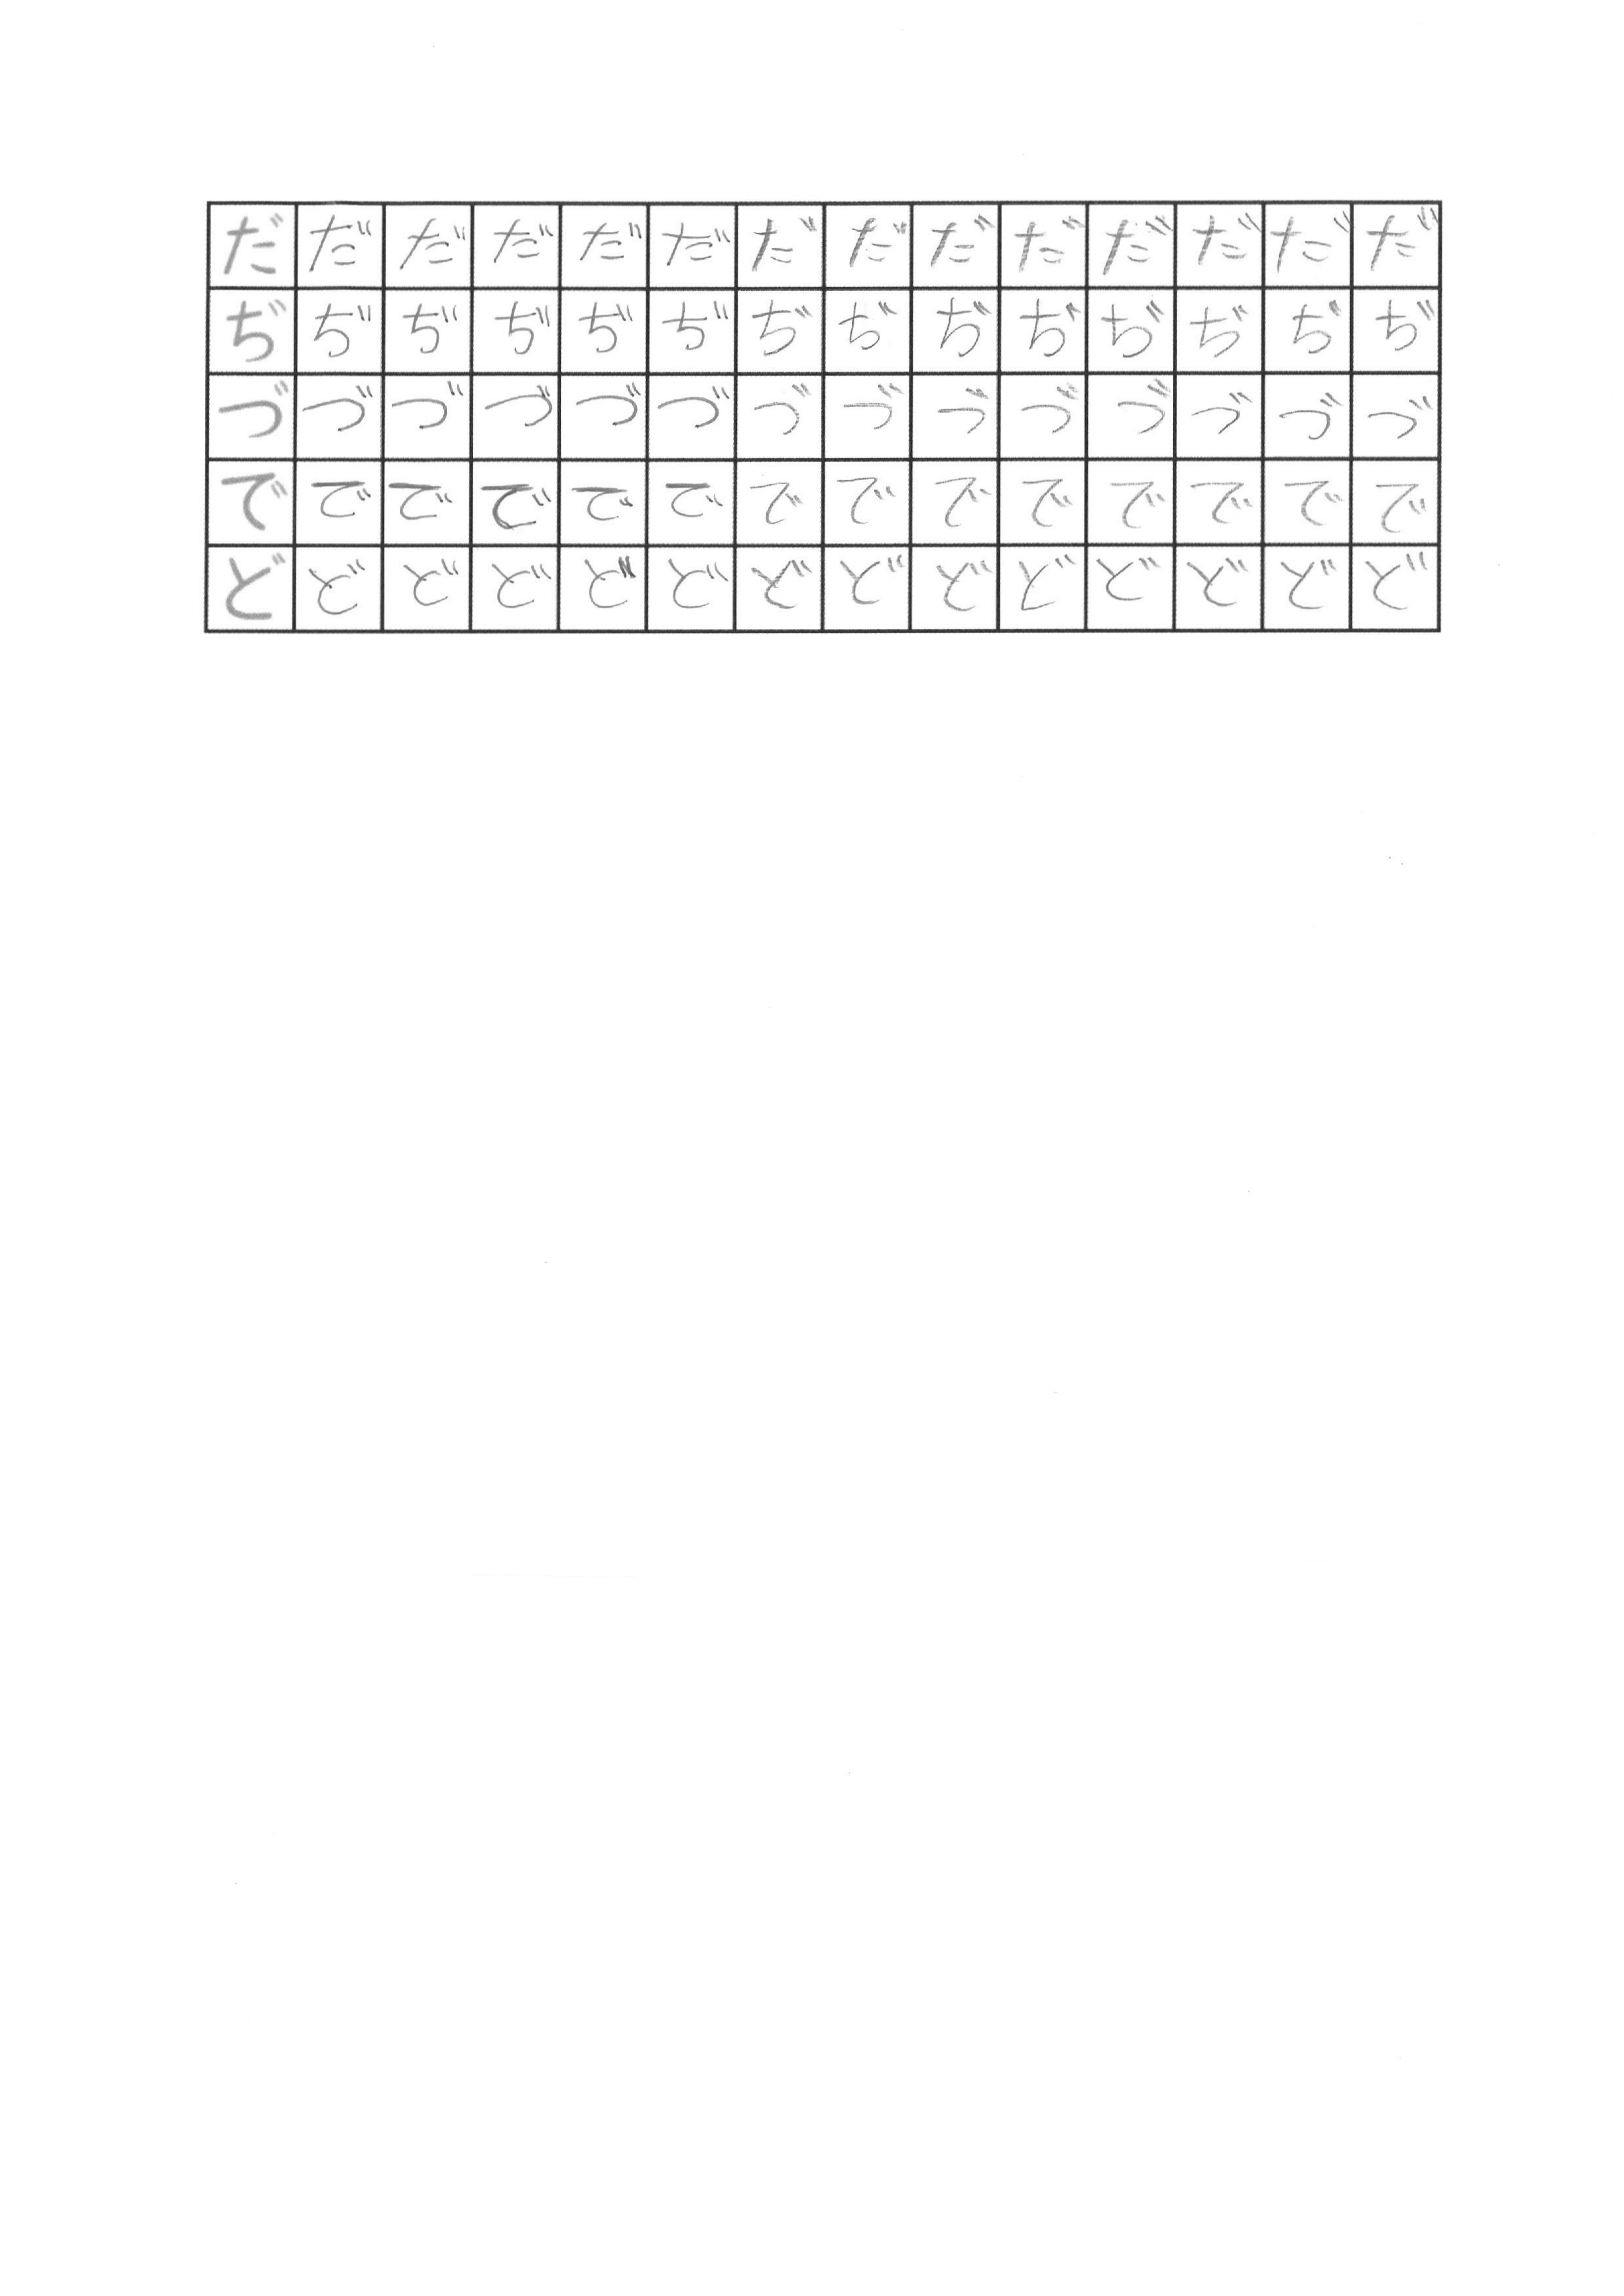 だだだだだだだだだだだだだだ
ぢぢぢぢぢぢぢぢぢぢぢぢぢぢ
づづづづづづづづづづづづづづ
でででででででででででででで
どどどどどどどどどどどどどど